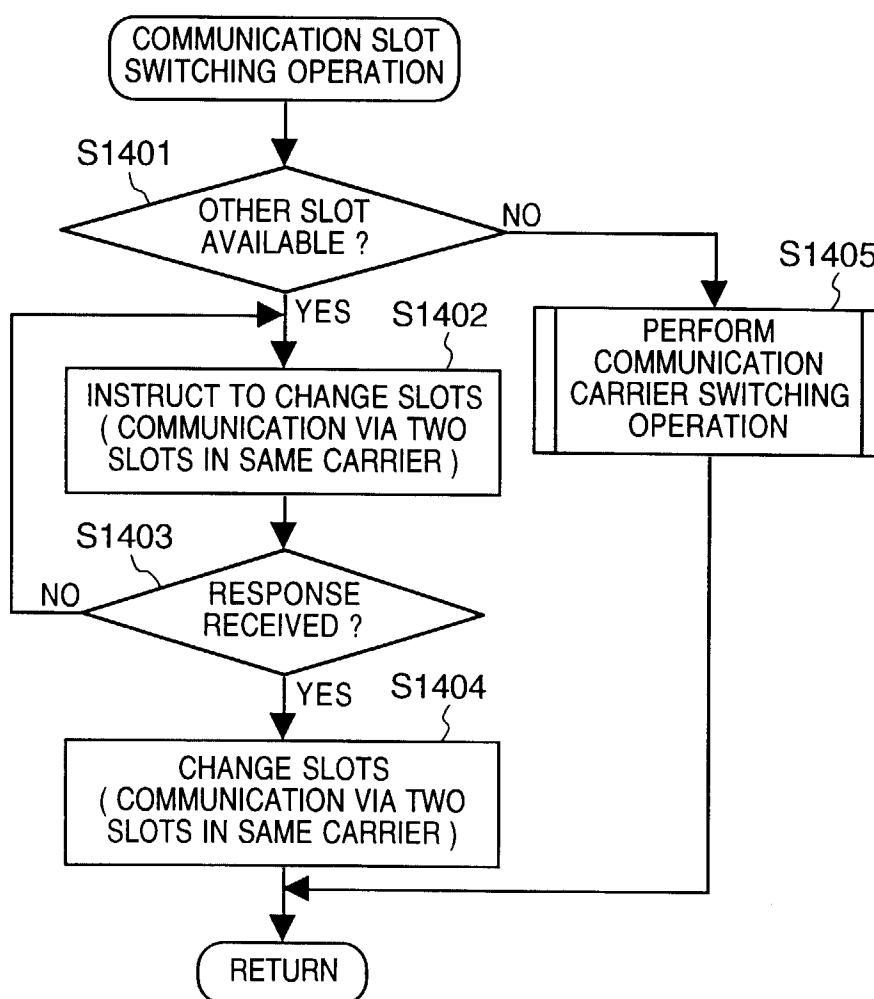 COMMUNICATION SLOT
SWITCHING OPERATION
S1401
OTHER SLOT
AVAILABLE ?
NO
S1405
YES
S1402
PERFORM
COMMUNICATION
CARRIER SWITCHING
OPERATION
INSTRUCT TO CHANGE SLOTS
( COMMUNICATION VIA TWO
SLOTS IN SAME CARRIER )
S1403
NO
RESPONSE
RECEIVED ?
YES
S1404
CHANGE SLOTS
( COMMUNICATION VIA TWO
SLOTS IN SAME CARRIER )
RETURN